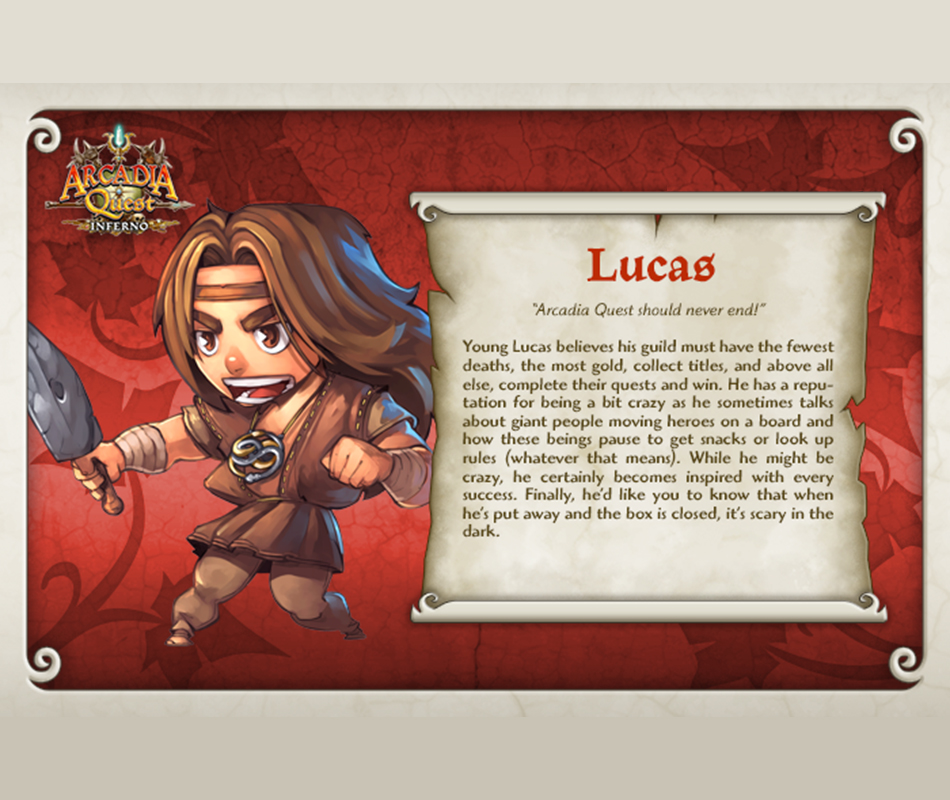 ARCADIA
Quest
INFERNO
Lucas
"Arcadia Quest should never end!"
Young Lucas believes his guild must have the fewest
deaths, the most gold, collect titles, and above all
else, complete their quests and win. He has a repu-
tation for being a bit crazy as he sometimes talks
about giant people moving heroes on a board and
how these beings pause to get snacks or look up
rules (whatever that means). While he might be
crazy, he certainly becomes inspired with every
success. Finally, he'd like you to know that when
he's put away and the box is closed, it's scary in the
dark.